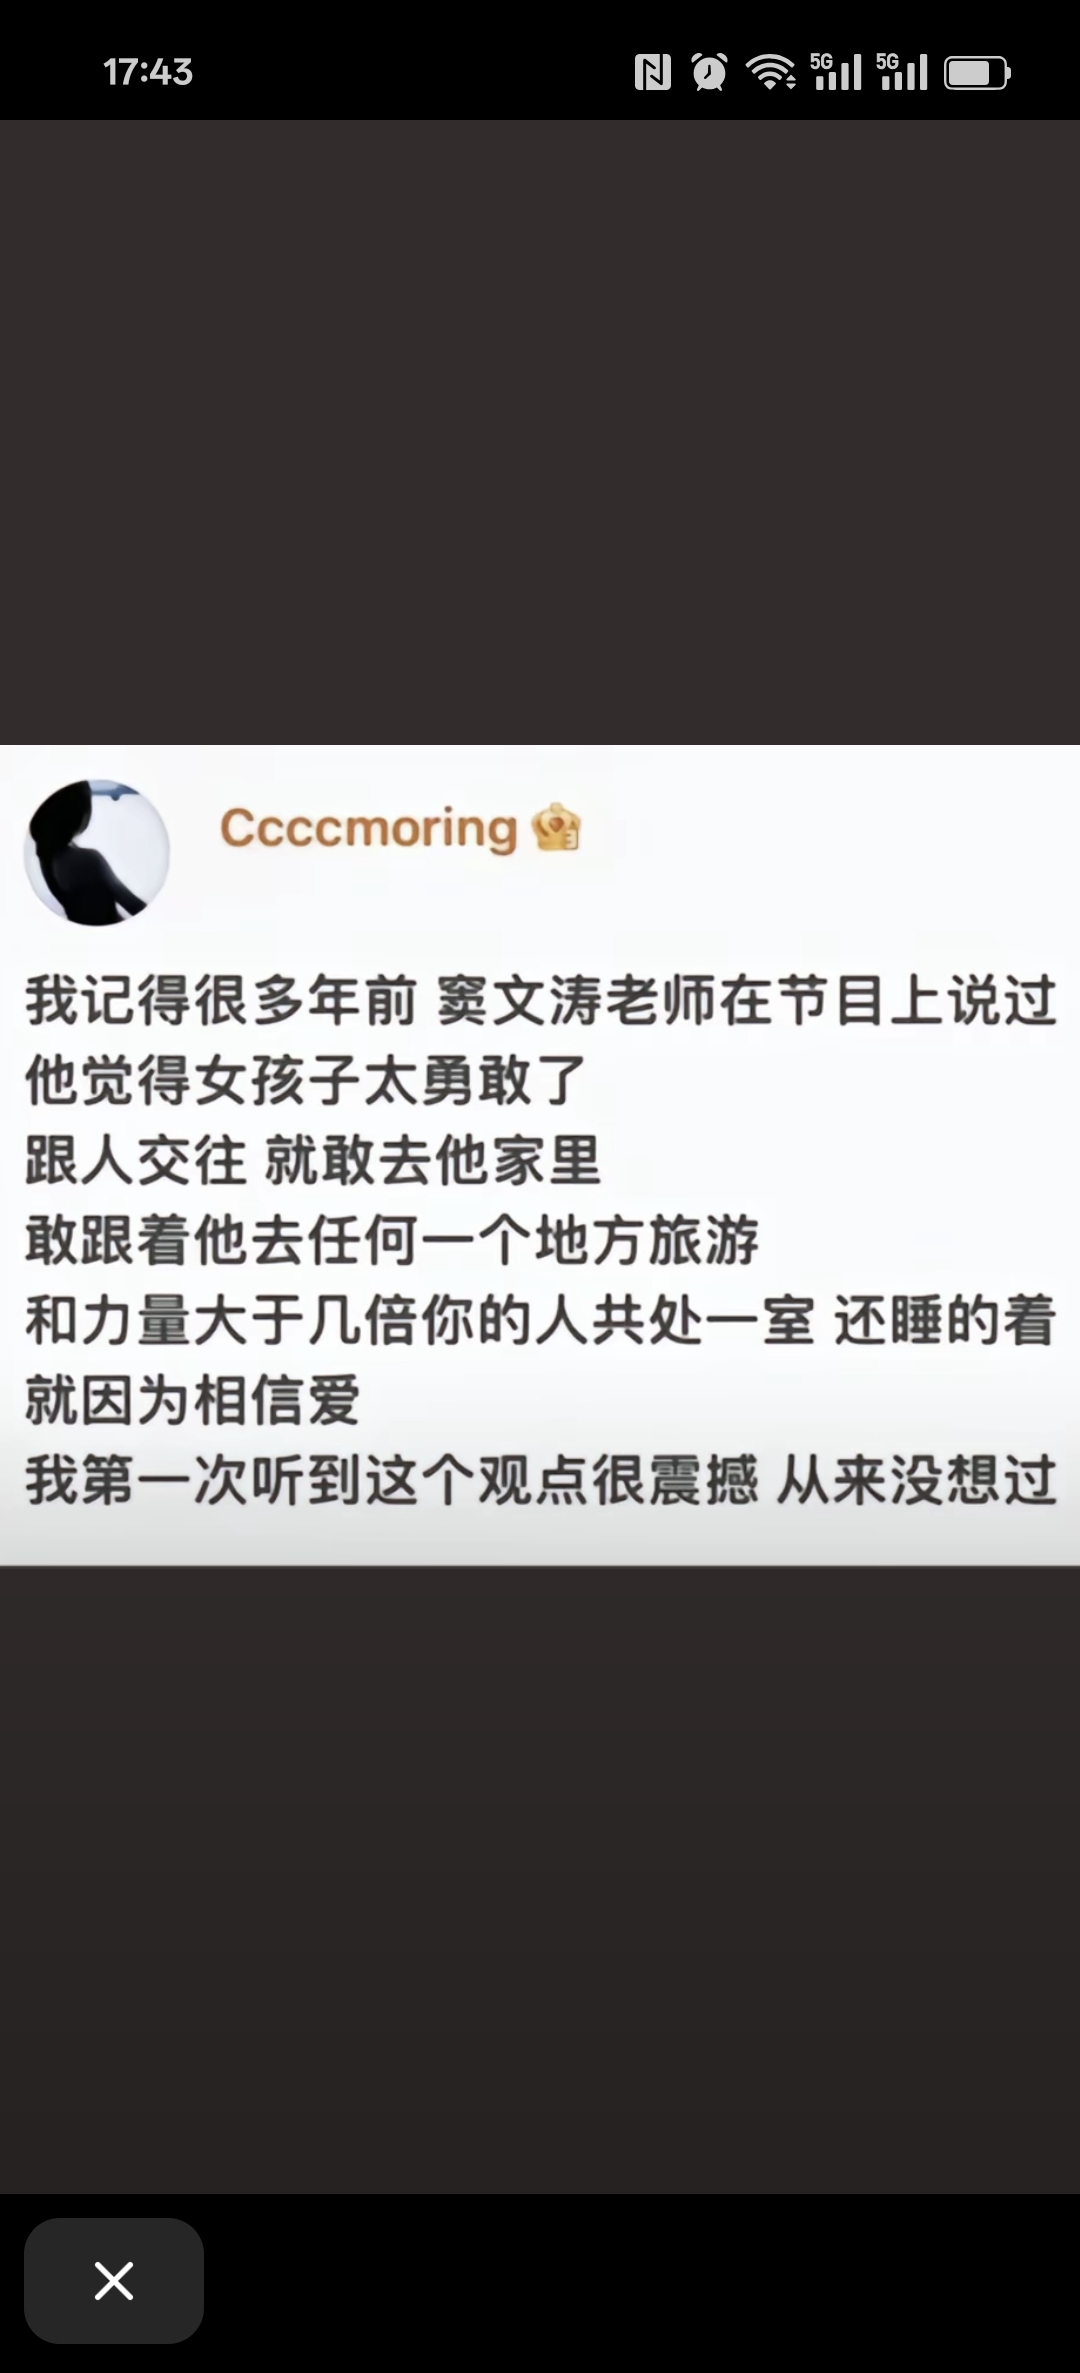 17:43
5G 5G
Ccccmoring
我记得很多年前 窦文涛老师在节目上说过
他觉得女孩子太勇敢了
跟人交往 就敢去他家里
敢跟着他去任何一个地方旅游
和力量大于几倍你的人共处一室 还睡的着
就因为相信爱
我第一次听到这个观点很震撼 从来没想过